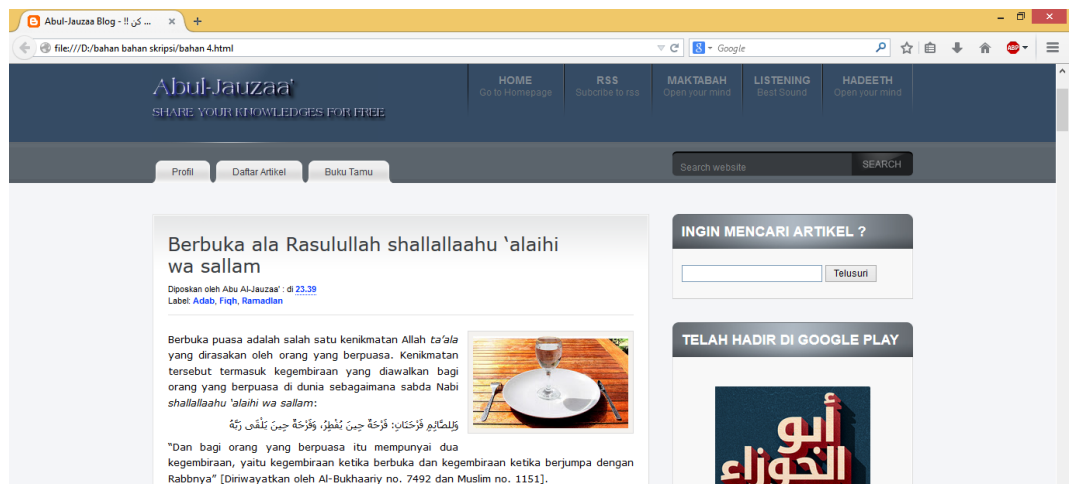 Abul-Jauzaa Blog - !! كن ...
file:///D:/bahan bahan skripsi/bahan 4.html
Google
ABP
Abul-Jauzaa'
SHARE YOUR KNOWLEDGES FOR FREE
HOME
Go to Homepage
RSS
Subcribe to rss
MAKTABAH
Open your mind
LISTENING
Best Sound
HADEETH
Open your mind
Profil
Daftar Artikel
Buku Tamu
Search website
SEARCH
Berbuka ala Rasulullah shallallaahu ‘alaihi
wa sallam
Diposkan oleh Abu Al-Jauzaa' : di 23.39
Label: Adab, Fiqh, Ramadlan
Berbuka puasa adalah salah satu kenikmatan Allah ta’ala
yang dirasakan oleh orang yang berpuasa. Kenikmatan
tersebut termasuk kegembiraan yang diawalkan bagi
orang yang berpuasa di dunia sebagaimana sabda Nabi
shallallaahu ‘alaihi wa sallam:
وَلِلصَّائِمِ فَرْحَتَانِ: فَرْحَةٌ حِينَ يُفْطِرُ، وَفَرْحَةٌ حِينَ يَلْقَى رَبَّهُ
“Dan bagi orang yang berpuasa itu mempunyai dua
kegembiraan, yaitu kegembiraan ketika berbuka dan kegembiraan ketika berjumpa dengan
Rabbnya” [Diriwayatkan oleh Al-Bukhaariy no. 7492 dan Muslim no. 1151].
INGIN MENCARI ARTIKEL ?
Telusuri
TELAH HADIR DI GOOGLE PLAY
أبو
الجوزاء